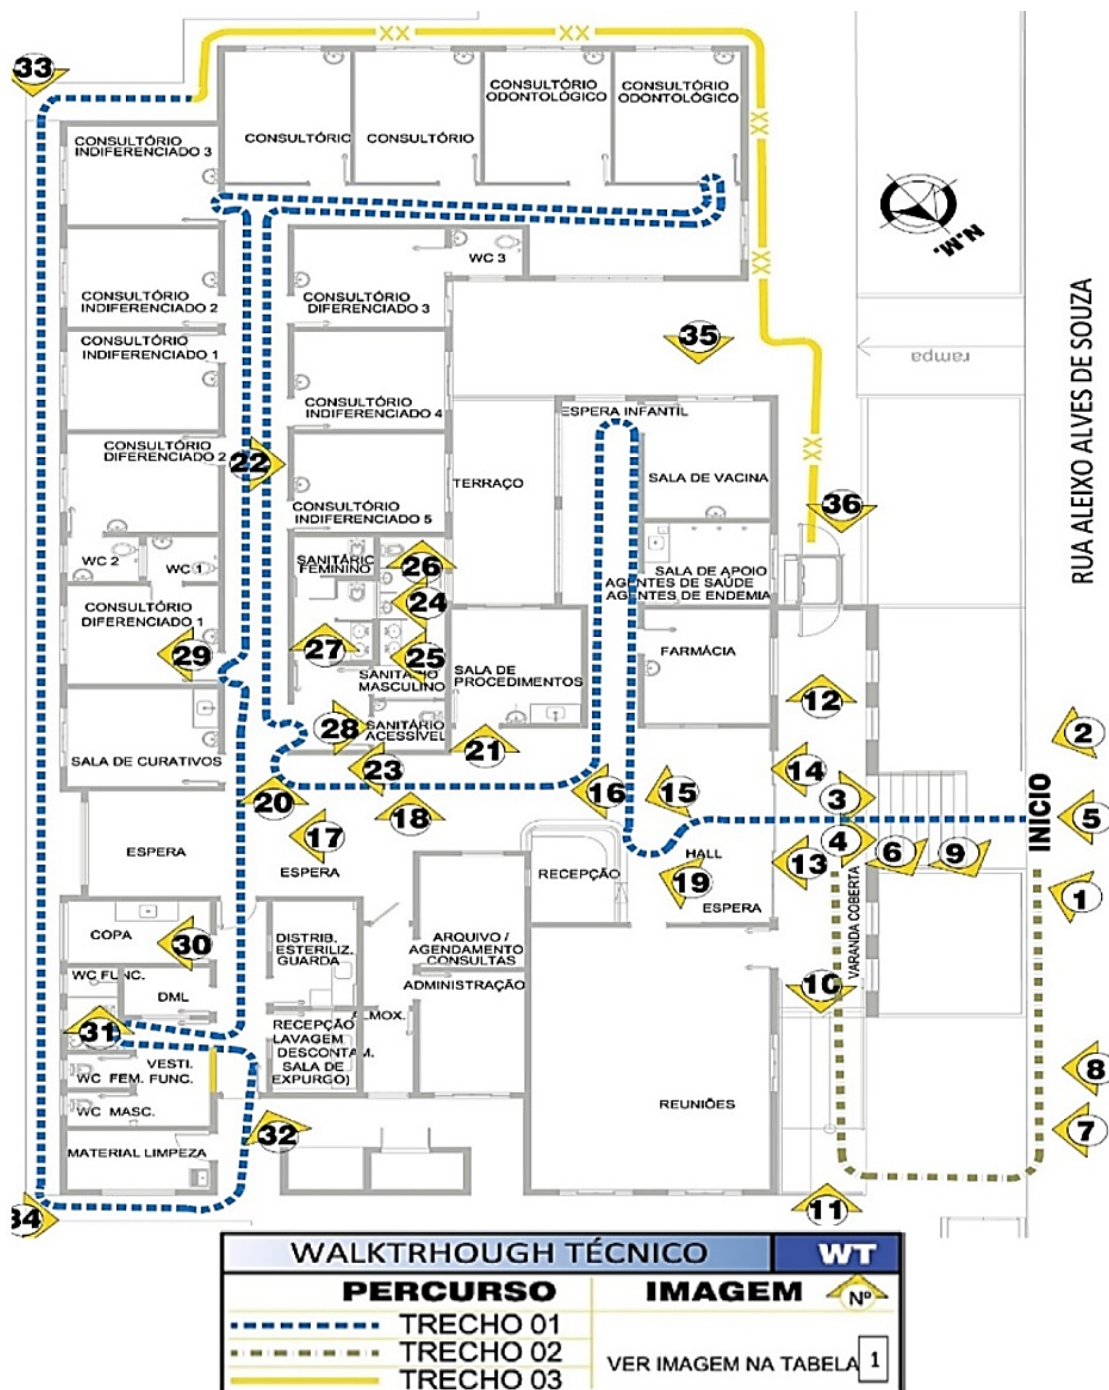 33
XX
XX
CONSULTÓRIO
INDIFERENCIADO 3
CONSULTÓRIO
CONSULTÓRIO
CONSULTÓRIO
ODONTOLÓGICO
CONSULTÓRIO
ODONTOLÓGICO
XX
N.M.
WC 3
XX
CONSULTÓRIO
INDIFERENCIADO 2
CONSULTÓRIO
DIFERENCIADO 3
35
rampa
RUA ALEIXO ALVES DE SOUZA
CONSULTÓRIO
INDIFERENCIADO 1
CONSULTÓRIO
INDIFERENCIADO 4
ESPERA INFANTIL
CONSULTÓRIO
DIFERENCIADO 2
22
XX
TERRAÇO
SALA DE VACINA
CONSULTÓRIO
INDIFERENCIADO 5
36
WC 2
WC 1
SANITÁRIO
FEMININO
26
SALA DE APOIO
AGENTES DE SAÚDE
AGENTES DE ENDEMIA
24
CONSULTÓRIO
DIFERENCIADO 1
29
27
25
SALA DE
PROCEDIMENTOS
FARMÁCIA
SANITÁRIO
MASCULINO
12
28
SANITÁRIO
ACESSÍVEL
21
2
SALA DE CURATIVOS
23
14
20
18
16
15
3
INICIO
5
17
4
6
9
ESPERA
ESPERA
RECEPÇÃO
HALL
13
19
ESPERA
1
VARANDA COBERTA
COPA
30
DISTRIB.
ESTERILIZ.
GUARDA
ARQUIVO /
AGENDAMENTO
CONSULTAS
WC FUNC.
DML
ADMINISTRAÇÃO
10
ALMOX.
31
RECEPÇÃO
LAVAGEM
DESCONTAM.
SALA DE
EXPURGO)
VESTI.
WC FEM. FUNC.
8
WC MASC.
REUNIÕES
32
7
MATERIAL LIMPEZA
34
11
WALKTRHOUGH TÉCNICO WT
PERCURSO IMAGEM Nº
TRECHO 01
TRECHO 02
VER IMAGEM NA TABELA 1
TRECHO 03